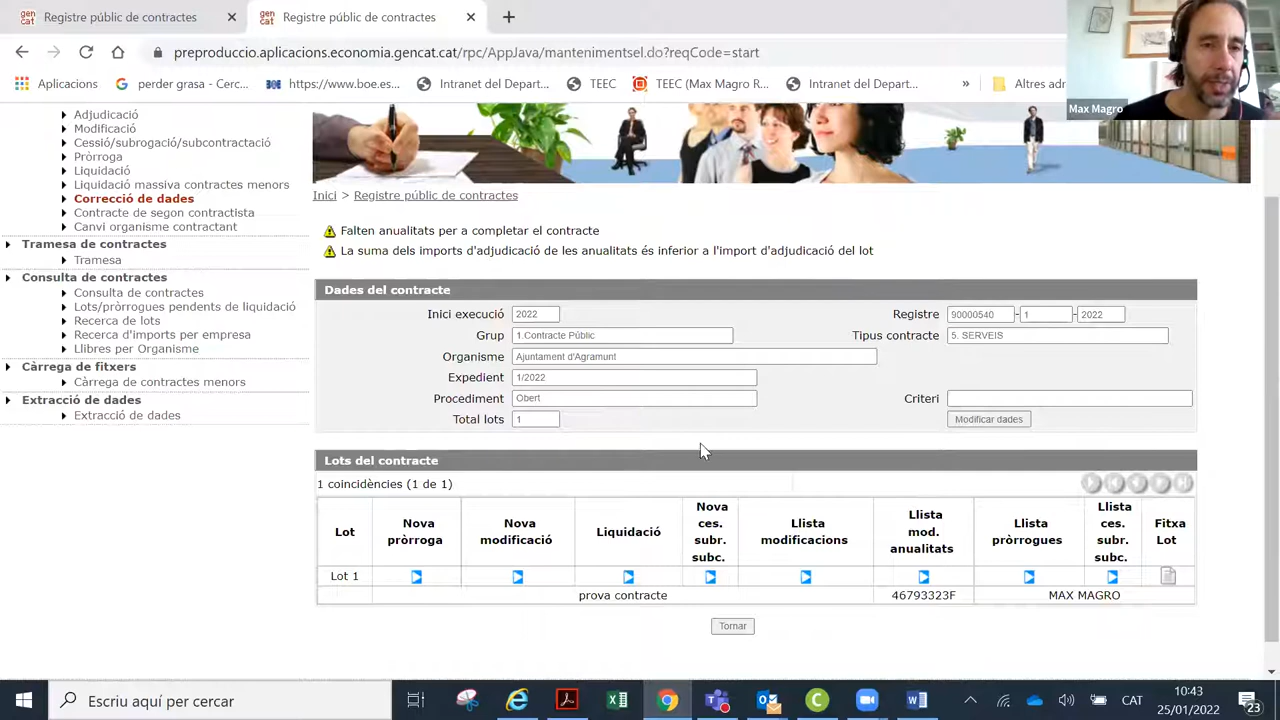 gen
cat
Registre públic de contractes
gen
cat
Registre públic de contractes
preproduccio.aplicacions.economia.gencat.cat/rpc/AppJava/mantenimentsel.do?reqCode=start
Aplicacions
perder grasa - Cerc...
https://www.boe.es...
Intranet del Depart...
TEEC
TEEC (Max Magro R...
Intranet del Depart...
»
Altres adr
Max Magro
Adjudicació
Modificació
Cessió/subrogació/subcontractació
Pròrroga
Liquidació
Liquidació massiva contractes menors
Correcció de dades
Contracte de segon contractista
Canvi organisme contractant
Tramesa de contractes
Tramesa
Consulta de contractes
Consulta de contractes
Lots/pròrrogues pendents de liquidació
Recerca de lots
Recerca d'imports per empresa
Llibres per Organisme
Càrrega de fitxers
Càrrega de contractes menors
Extracció de dades
Extracció de dades
Inici > Registre públic de contractes
Falten anualitats per a completar el contracte
La suma dels imports d'adjudicació de les anualitats és inferior a l'import d'adjudicació del lot
Dades del contracte
Inici execució 2022 Registre 90000540 - 1 - 2022
Grup 1.Contracte Públic Tipus contracte 5. SERVEIS
Organisme Ajuntament d'Agramunt
Expedient 1/2022
Procediment Obert Criteri
Total lots 1 Modificar dades
Lots del contracte
1 coincidències (1 de 1)
Lot Nova pròrroga Nova modificació Liquidació Nova ces. subr. subc. Llista modificacions Llista mod. anualitats Llista pròrrogues Llista ces. subr. subc. Fitxa Lot
Lot 1
prova contracte 46793323F MAX MAGRO
Tornar
Escriu aquí per cercar
CAT
10:43
25/01/2022
23